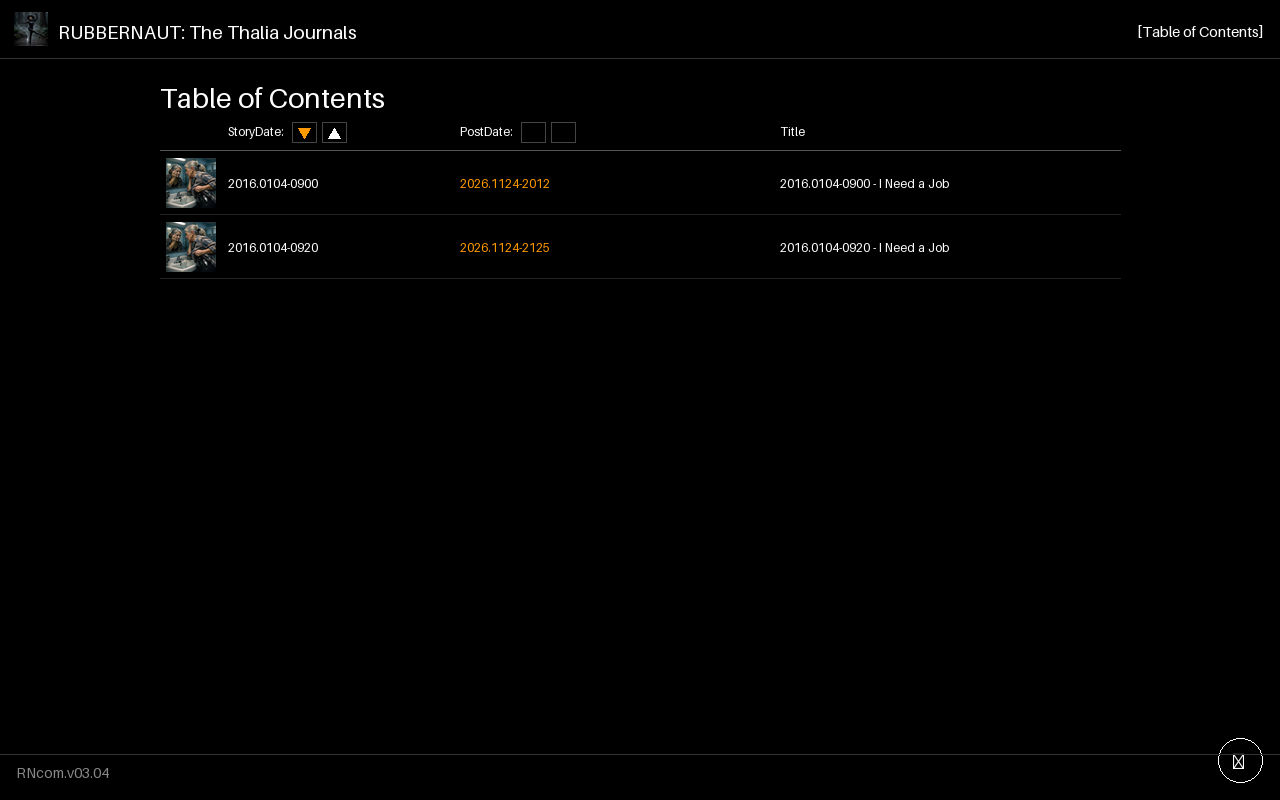 RUBBERNAUT: The Thalia Journals
[Table of Contents]
Table of Contents
StoryDate: ▼ ▲ PostDate: Title
2016.0104-0900 2026.1124-2012 2016.0104-0900 - I Need a Job
2016.0104-0920 2026.1124-2125 2016.0104-0920 - I Need a Job
RNcom.v03.04